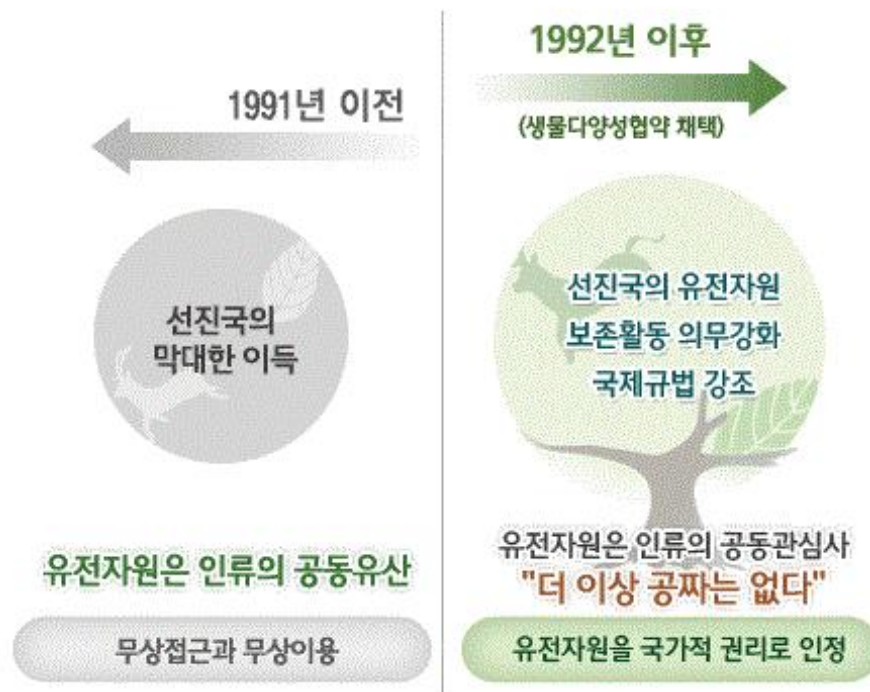 1991년 이전
선진국의
막대한 이득
유전자원은 인류의 공동유산
무상접근과 무상이용
1992년 이후
(생물다양성협약 채택)
선진국의 유전자원
보존활동 의무강화
국제규법 강조
유전자원은 인류의 공동관심사
"더 이상 공짜는 없다"
유전자원을 국가적 권리로 인정